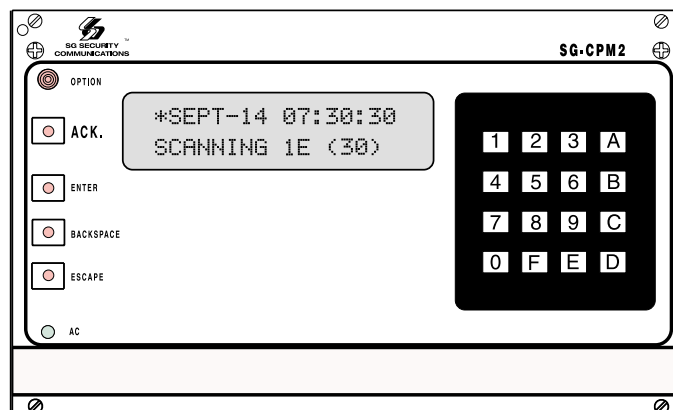 SG SECURITY ™
COMMUNICATIONS
SG-CPM2
OPTION
*SEPT-14 07:30:30
SCANNING 1E (30)
ACK.
ENTER
BACKSPACE
ESCAPE
AC
1 2 3 A
4 5 6 B
7 8 9 C
0 F E D